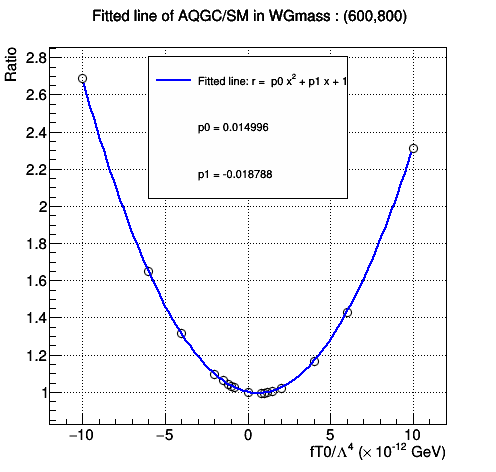 Fitted line of AQGC/SM in WGmass : (600,800)
Ratio
2.8
2.6
2.4
2.2
2
1.8
1.6
1.4
1.2
1
Fitted line: r = p0 x² + p1 x + 1
p0 = 0.014996
p1 = -0.018788
−10 −5 0 5 10
fT0/Λ⁴ (× 10⁻¹² GeV)